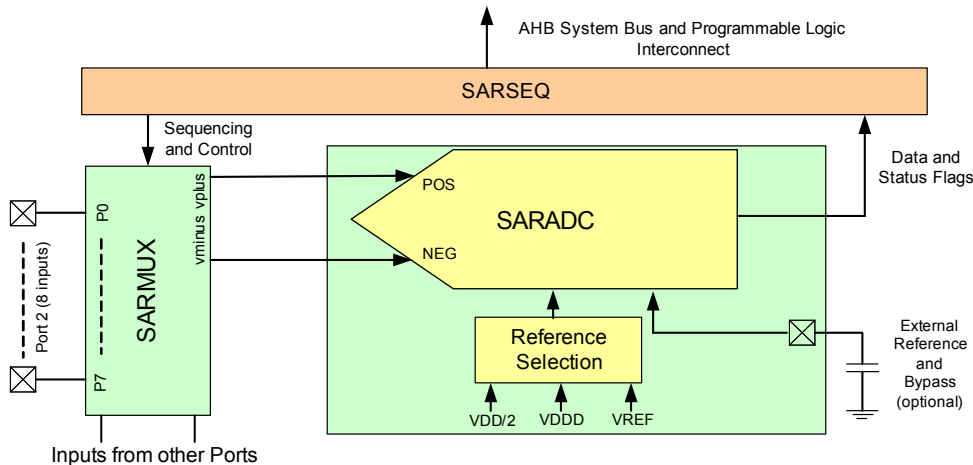 AHB System Bus and Programmable Logic
Interconnect
SARSEQ
Sequencing
and Control
Data and
Status Flags
vminus vplus
POS
NEG
SARADC
P0
Port 2 (8 inputs)
SARMUX
P7
Reference
Selection
VDD/2
VDDD
VREF
External
Reference
and
Bypass
(optional)
Inputs from other Ports